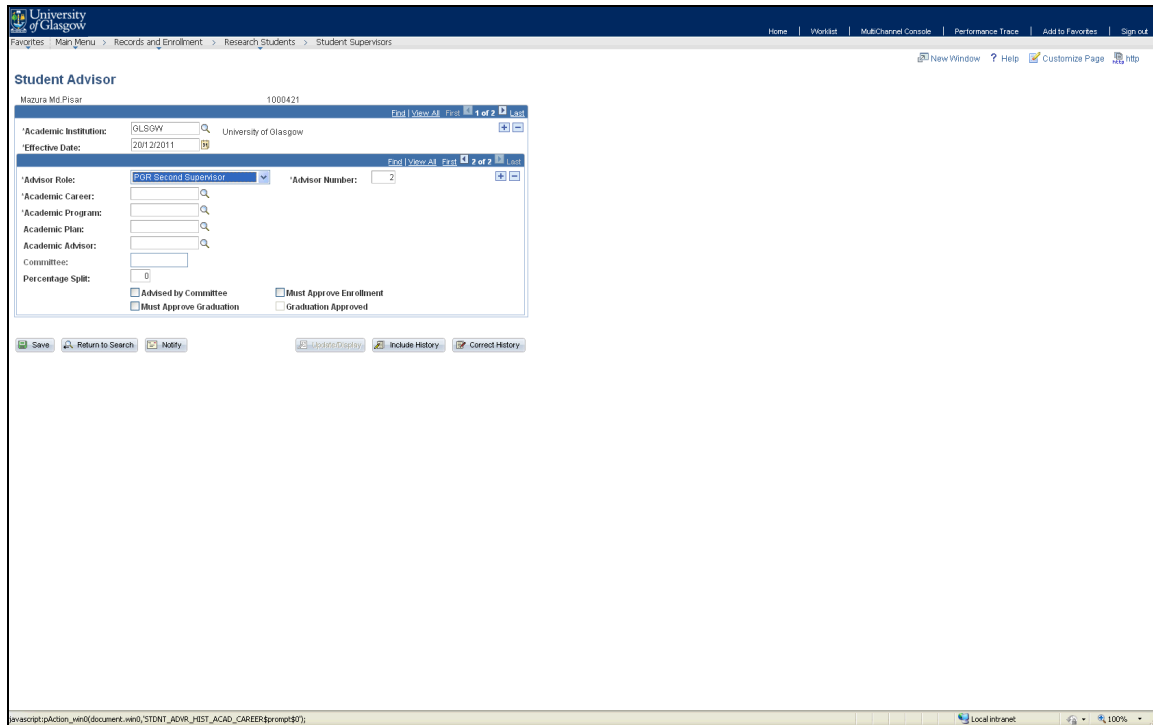 University of Glasgow
Home | Worklist | MultiChannel Console | Performance Trace | Add to Favorites | Sign out
Favorites | Main Menu > Records and Enrollment > Research Students > Student Supervisors
New Window ? Help Customize Page http
Student Advisor
Mazura Md.Pisar 1000421
Find | View All First 1 of 2 Last
*Academic Institution: GLSGW University of Glasgow
*Effective Date: 20/12/2011
Find | View All First 2 of 2 Last
*Advisor Role: PGR Second Supervisor *Advisor Number: 2
*Academic Career:
*Academic Program:
Academic Plan:
Academic Advisor:
Committee:
Percentage Split: 0
Advised by Committee Must Approve Enrollment
Must Approve Graduation Graduation Approved
Save Return to Search Notify Update/Display Include History Correct History
javascript:pAction_win0(document.win0,'STDNT_ADVR_HIST_ACAD_CAREER$prompt$0');
Local intranet 100%